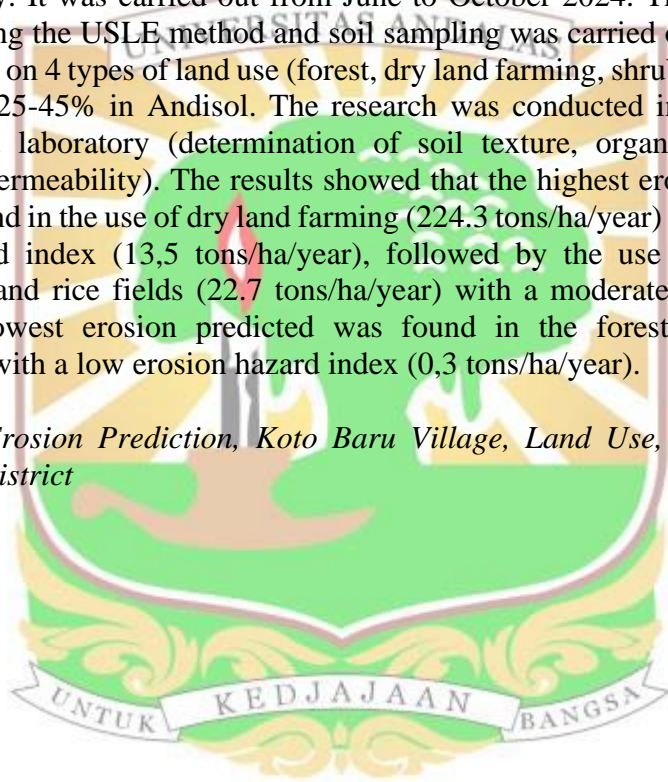 y. It was carried out from June to October 2024. T
ng the USLE method and soil sampling was carried
UNIVERSITAS ANDALAS
on 4 types of land use (forest, dry land farming, shru
25-45% in Andisol. The research was conducted i
laboratory (determination of soil texture, organ
ermeability). The results showed that the highest ero
nd in the use of dry land farming (224.3 tons/ha/year)
d index (13,5 tons/ha/year), followed by the use
and rice fields (22.7 tons/ha/year) with a moderate
owest erosion predicted was found in the forest
with a low erosion hazard index (0,3 tons/ha/year).
Erosion Prediction, Koto Baru Village, Land Use,
istrict
UNTUK KEDJAJAAN BANGSA